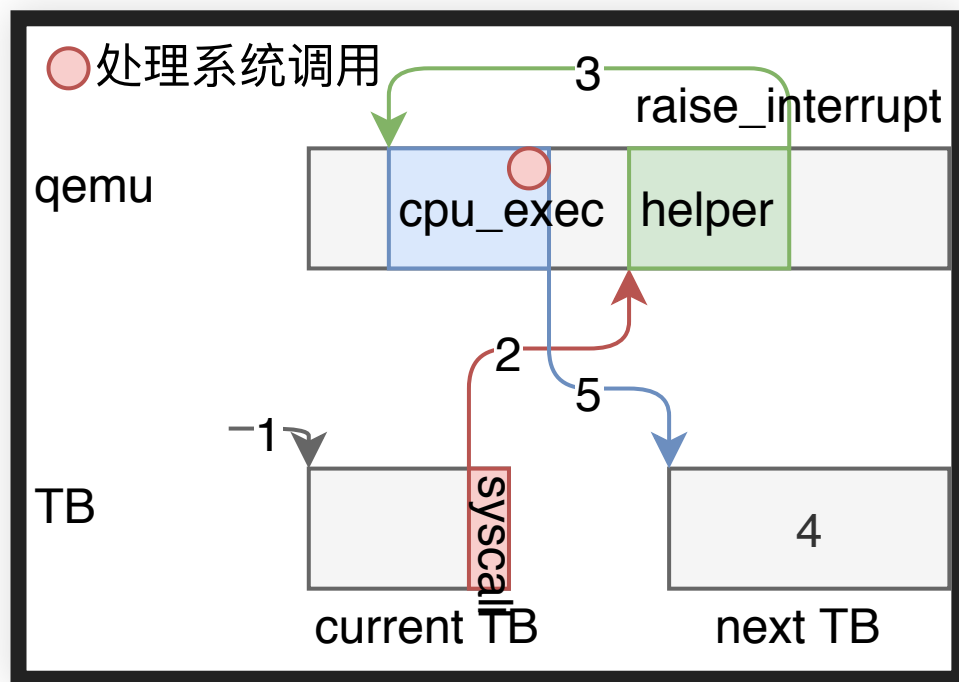 处理系统调用
3
raise_interrupt
qemu
cpu_exec
helper
2
5
1
TB
syscall
4
current TB
next TB